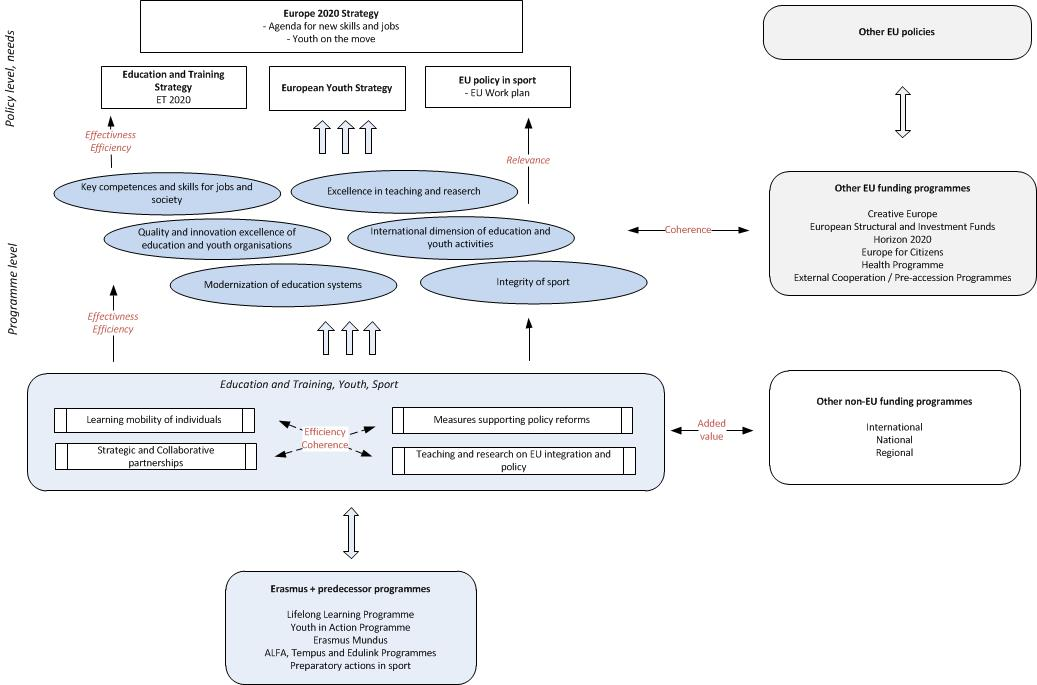 Policy level, needs
Europe 2020 Strategy
- Agenda for new skills and jobs
- Youth on the move
Education and Training
Strategy
ET 2020
European Youth Strategy
EU policy in sport
- EU Work plan
Other EU policies
Effectivness
Efficiency
Relevance
Programme level
Key competences and skills for jobs and
society
Excellence in teaching and reaserch
Quality and innovation excellence of
education and youth organisations
International dimension of education and
youth activities
Modernization of education systems
Integrity of sport
Coherence
Other EU funding programmes
Creative Europe
European Structural and Investment Funds
Horizon 2020
Europe for Citizens
Health Programme
External Cooperation / Pre-accession Programmes
Effectivness
Efficiency
Education and Training, Youth, Sport
Learning mobility of individuals
Strategic and Collaborative
partnerships
Efficiency
Coherence
Measures supporting policy reforms
Teaching and research on EU integration and
policy
Added
value
Other non-EU funding programmes
International
National
Regional
Erasmus + predecessor programmes
Lifelong Learning Programme
Youth in Action Programme
Erasmus Mundus
ALFA, Tempus and Edulink Programmes
Preparatory actions in sport